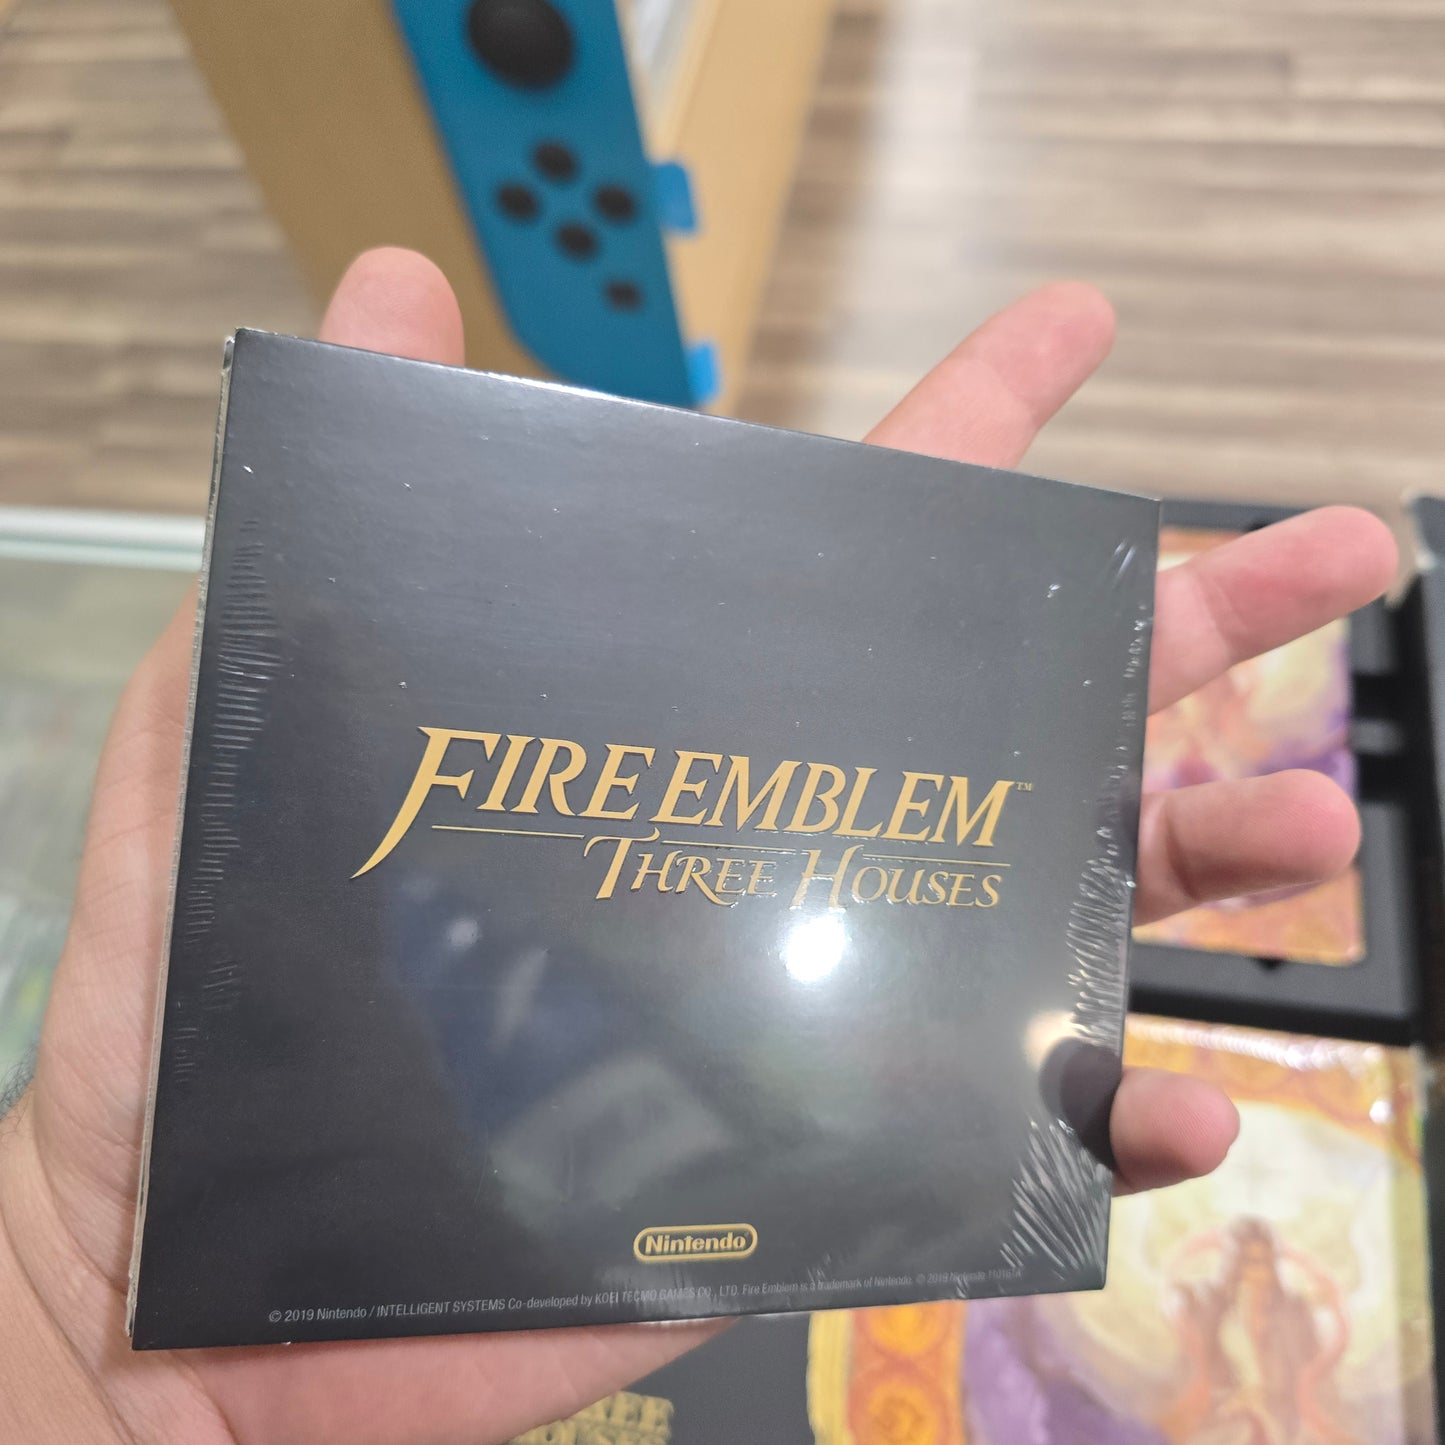 FIRE EMBLEM™
THREE HOUSES
Nintendo
© 2019 Nintendo / INTELLIGENT SYSTEMS Co-developed by KOEI TECMO GAMES CO., LTD. Fire Emblem is a trademark of Nintendo. © 2019 Nintendo
HOUSES